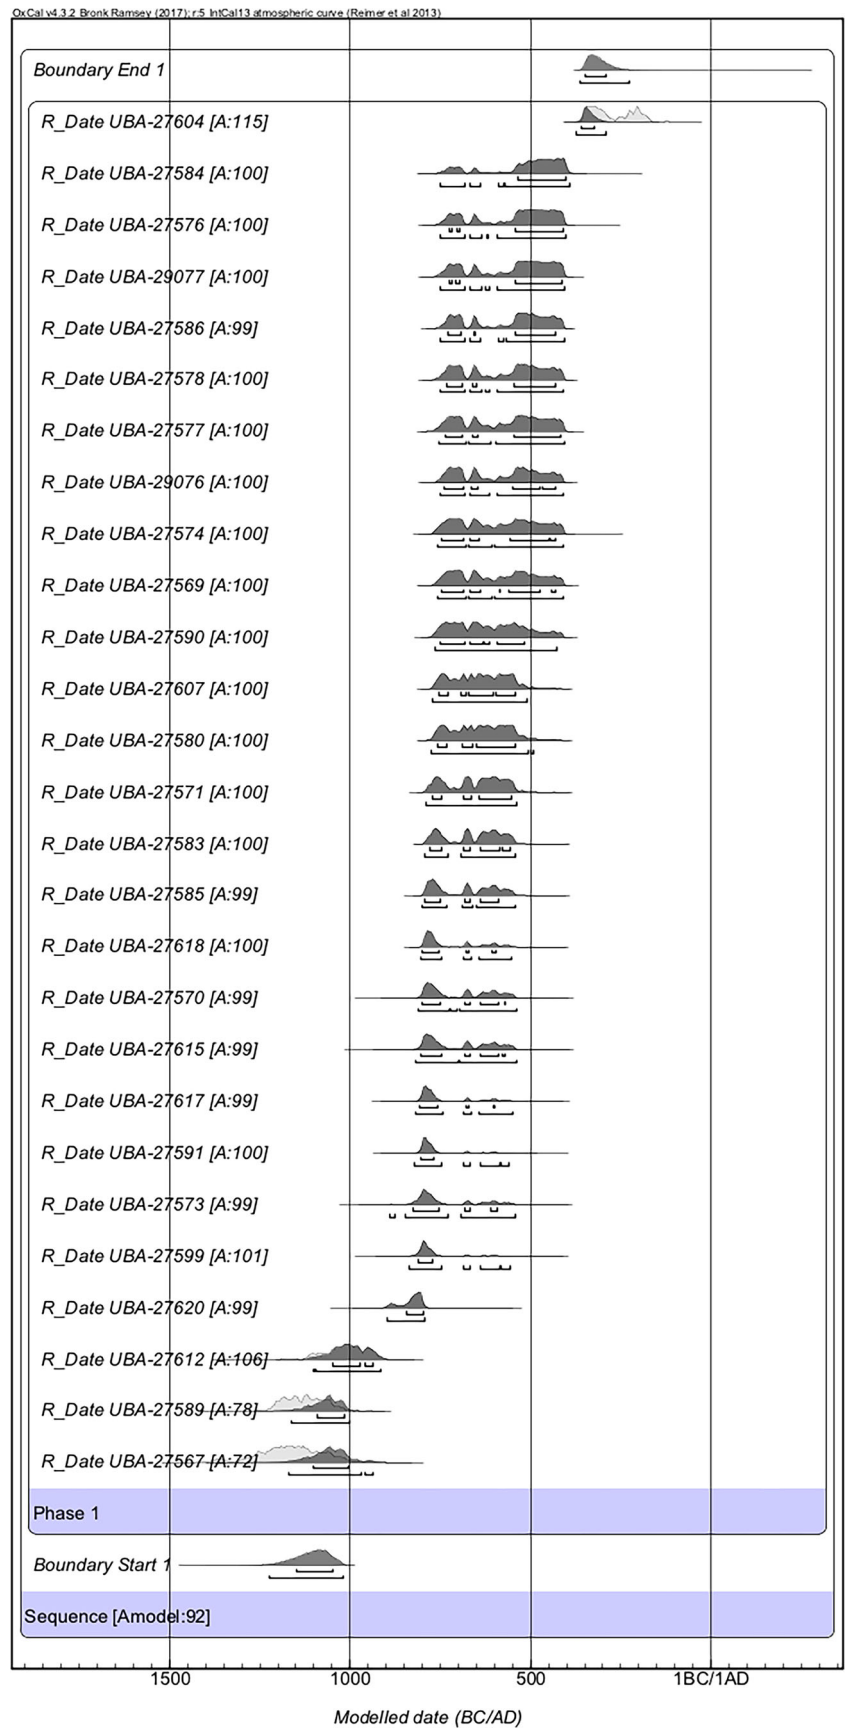 OxCal v4.3.2 Bronk Ramsey (2017); r:5 IntCal13 atmospheric curve (Reimer et al 2013)
Boundary End 1
R_Date UBA-27604 [A:115]
R_Date UBA-27584 [A:100]
R_Date UBA-27576 [A:100]
R_Date UBA-29077 [A:100]
R_Date UBA-27586 [A:99]
R_Date UBA-27578 [A:100]
R_Date UBA-27577 [A:100]
R_Date UBA-29076 [A:100]
R_Date UBA-27574 [A:100]
R_Date UBA-27569 [A:100]
R_Date UBA-27590 [A:100]
R_Date UBA-27607 [A:100]
R_Date UBA-27580 [A:100]
R_Date UBA-27571 [A:100]
R_Date UBA-27583 [A:100]
R_Date UBA-27585 [A:99]
R_Date UBA-27618 [A:100]
R_Date UBA-27570 [A:99]
R_Date UBA-27615 [A:99]
R_Date UBA-27617 [A:99]
R_Date UBA-27591 [A:100]
R_Date UBA-27573 [A:99]
R_Date UBA-27599 [A:101]
R_Date UBA-27620 [A:99]
R_Date UBA-27612 [A:106]
R_Date UBA-27589 [A:78]
R_Date UBA-27567 [A:72]
Phase 1
Boundary Start 1
Sequence [Amodel:92]
1500 1000 500 1BC/1AD
Modelled date (BC/AD)